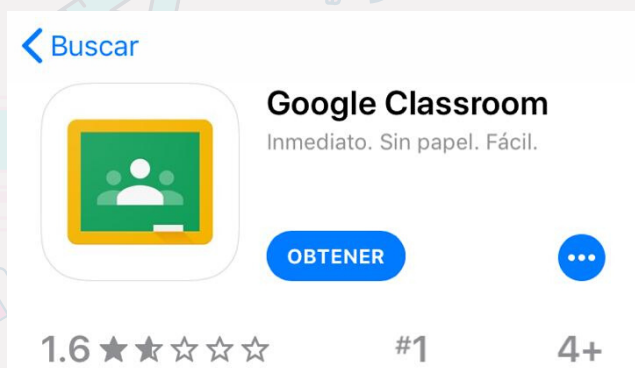 Buscar
Google Classroom
Inmediato. Sin papel. Fácil.
OBTENER
1.6
#1
4+